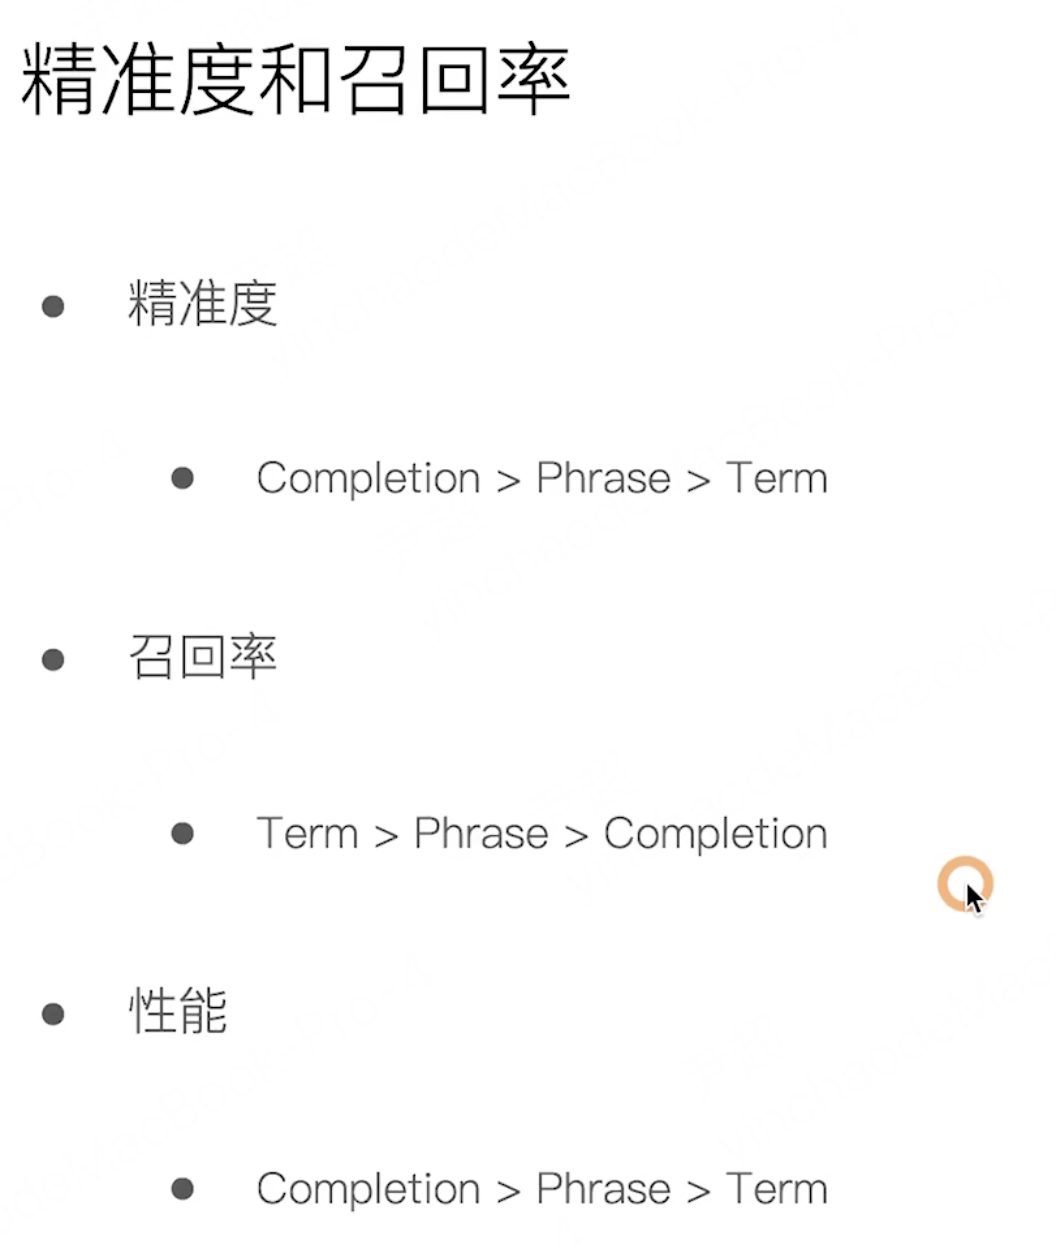 精准度和召回率
精准度
Completion > Phrase > Term
召回率
Term > Phrase > Completion
性能
Completion > Phrase > Term